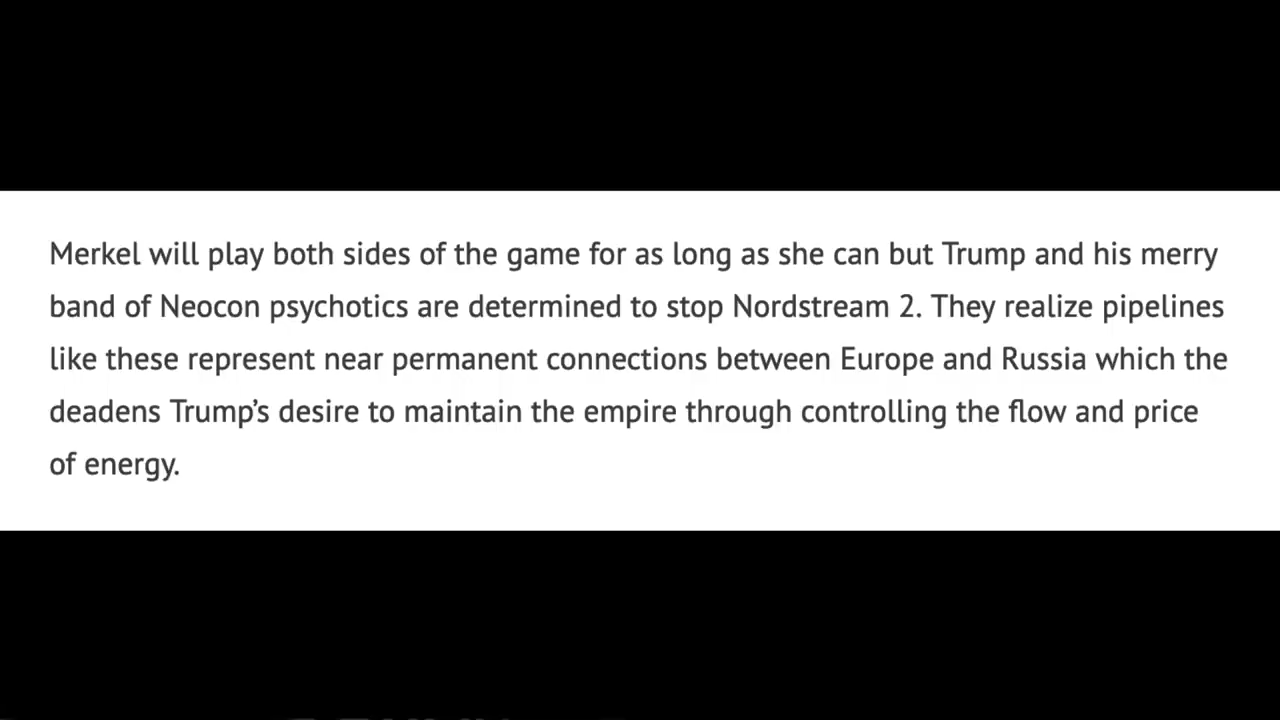 Merkel will play both sides of the game for as long as she can but Trump and his merry
band of Neocon psychotics are determined to stop Nordstream 2. They realize pipelines
like these represent near permanent connections between Europe and Russia which the
deadens Trump’s desire to maintain the empire through controlling the flow and price
of energy.